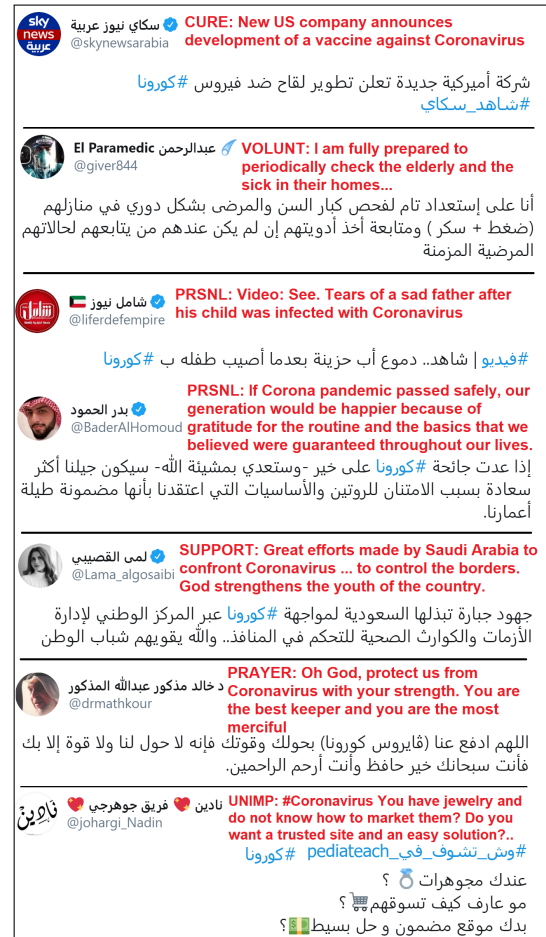 sky news عربية
سكاي نيوز عربية
@skynewsarabia
CURE: New US company announces
development of a vaccine against Coronavirus
شركة أميركية جديدة تعلن تطوير لقاح ضد فيروس #كورونا
#شاهد_سكاي
El Paramedic عبدالرحمن
@giver844
VOLUNT: I am fully prepared to
periodically check the elderly and the
sick in their homes...
أنا على إستعداد تام لفحص كبار السن والمرضى بشكل دوري في منازلهم
(ضغط + سكر ) ومتابعة أخذ أدويتهم إن لم يكن عندهم من يتابعهم لحالاتهم
المرضية المزمنة
شامل
شامل نيوز 🇰🇼
@liferdefempire
PRSNL: Video: See. Tears of a sad father after
his child was infected with Coronavirus
#فيديو | شاهد.. دموع أب حزينة بعدما أصيب طفله ب #كورونا
بدر الحمود
@BaderAlHomoud
PRSNL: If Corona pandemic passed safely, our
generation would be happier because of
gratitude for the routine and the basics that we
believed were guaranteed throughout our lives.
إذا عدت جائحة #كورونا على خير -وستعدي بمشيئة الله- سيكون جيلنا أكثر
سعادة بسبب الامتنان للروتين والأساسيات التي اعتقدنا بأنها مضمونة طيلة
أعمارنا.
لمى القصيبي
@Lama_algosaibi
SUPPORT: Great efforts made by Saudi Arabia to
confront Coronavirus ... to control the borders.
God strengthens the youth of the country.
جهود جبارة تبذلها السعودية لمواجهة #كورونا عبر المركز الوطني لإدارة
الأزمات والكوارث الصحية للتحكم في المنافذ.. والله يقويهم شباب الوطن
د خالد مذكور عبدالله المذكور
@drmathkour
PRAYER: Oh God, protect us from
Coronavirus with your strength. You are
the best keeper and you are the most
merciful
اللهم ادفع عنا (ڤايروس كورونا) بحولك وقوتك فإنه لا حول لنا ولا قوة إلا بك
فأنت سبحانك خير حافظ وأنت أرحم الراحمين.
نادين
نادين 💖 فريق جوهرجي 💖
@johargi_Nadin
UNIMP: #Coronavirus You have jewelry and
do not know how to market them? Do you
want a trusted site and an easy solution?..
#وش_تشوف_في_pediateach #كورونا
عندك مجوهرات 💍 ؟
مو عارف كيف تسوقهم🛒 ؟
بدك موقع مضمون و حل بسيط💵؟